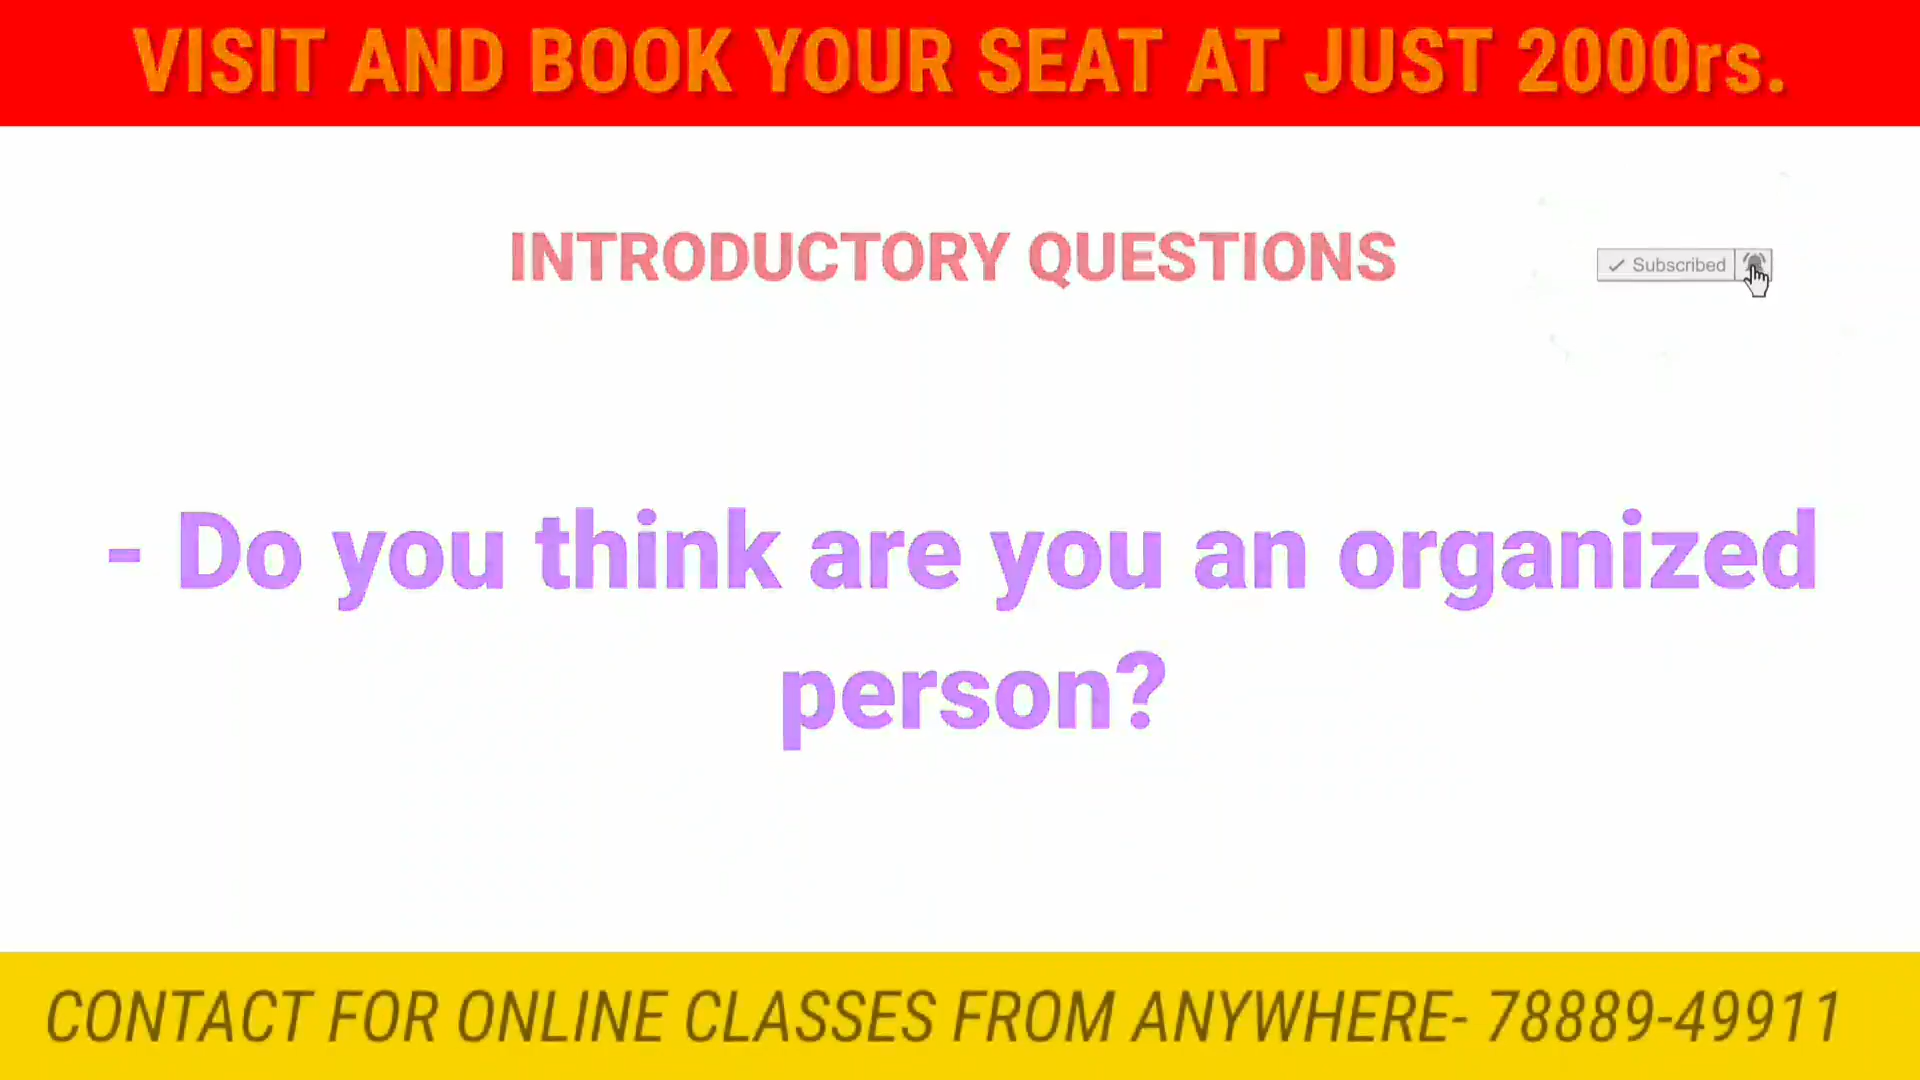 VISIT AND BOOK YOUR SEAT AT JUST 2000rs.
INTRODUCTORY QUESTIONS
Subscribed
- Do you think are you an organized
person?
CONTACT FOR ONLINE CLASSES FROM ANYWHERE- 78889-49911